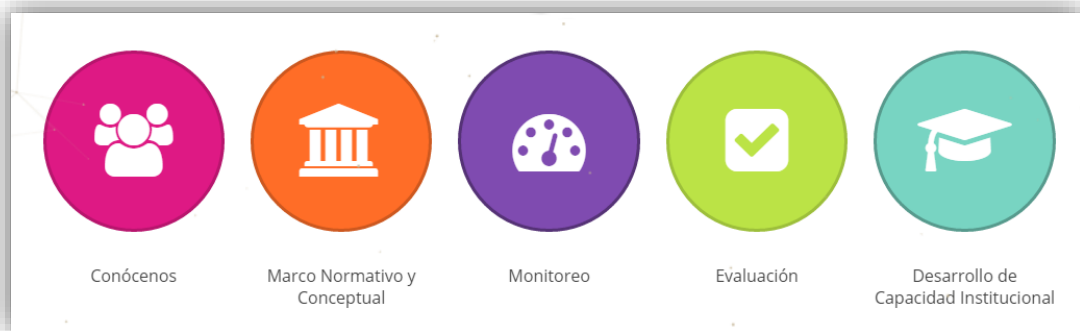 Conócenos
Marco Normativo y
Conceptual
Monitoreo
Evaluación
Desarrollo de
Capacidad Institucional